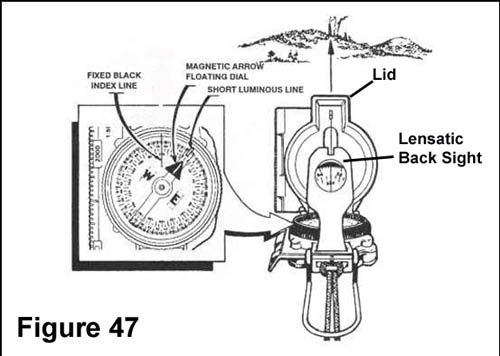 MAGNETIC ARROW
FLOATING DIAL
FIXED BLACK
INDEX LINE
SHORT LUMINOUS LINE
Lid
Lensatic
Back Sight
W
E
Figure 47